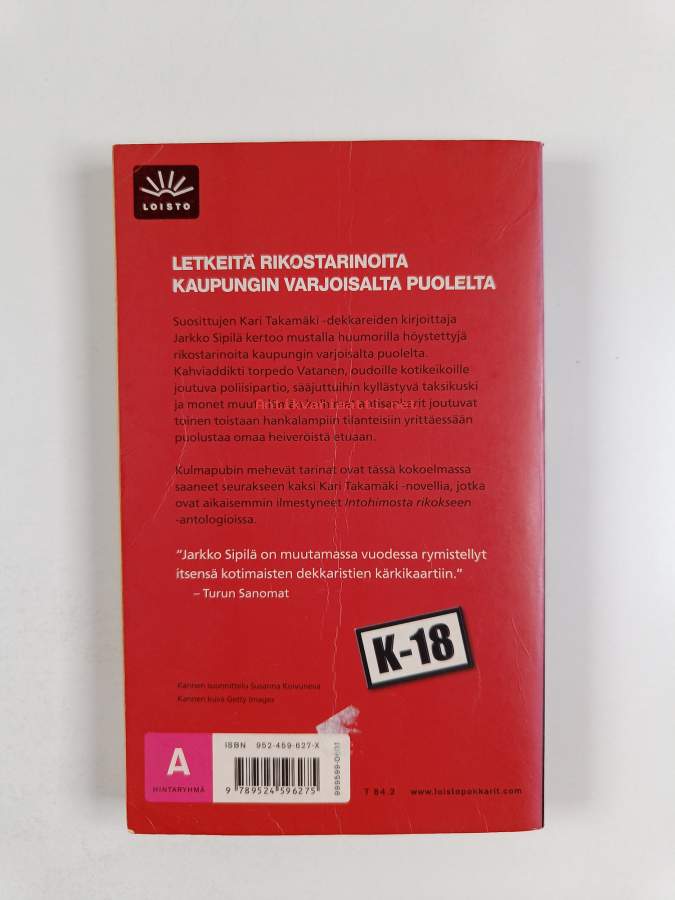 LOISTO
LETKEITÄ RIKOSTARINOITA
KAUPUNGIN VARJOISALTA PUOLELTA
Suosittujen Kari Takamäki -dekkareiden kirjoittaja
Jarkko Sipilä kertoo mustalla huumorilla höystettyjä
rikostarinoita kaupungin varjoisalta puolelta.
Kahviaddikti torpedo Vatanen, oudoille kotikeikoille
joutuva poliisipartio, sääjuttuihin kyllästyvä taksikuski
ja monet muut joutuvat
toinen toistaan hankalampiin tilanteisiin yrittäessään
puolustaa omaa heiveröistä etuaan.
Kulmapubin mehevät tarinat ovat tässä kokoelmassa
saaneet seurakseen kaksi Kari Takamäki -novellia, jotka
ovat aikaisemmin ilmestyneet Intohimosta rikokseen
-antologioissa.
”Jarkko Sipilä on muutamassa vuodessa rymistellyt
itsensä kotimaisten dekkaristien kärkikaartiin.”
– Turun Sanomat
K-18
Kannen suunnittelu Susanna Koivuneva
Kannen kuva Getty Images
A
HINTARYHMÄ
ISBN 952-459-627-X
9 789524 596275
T 84.2 www.loistopokkarit.com